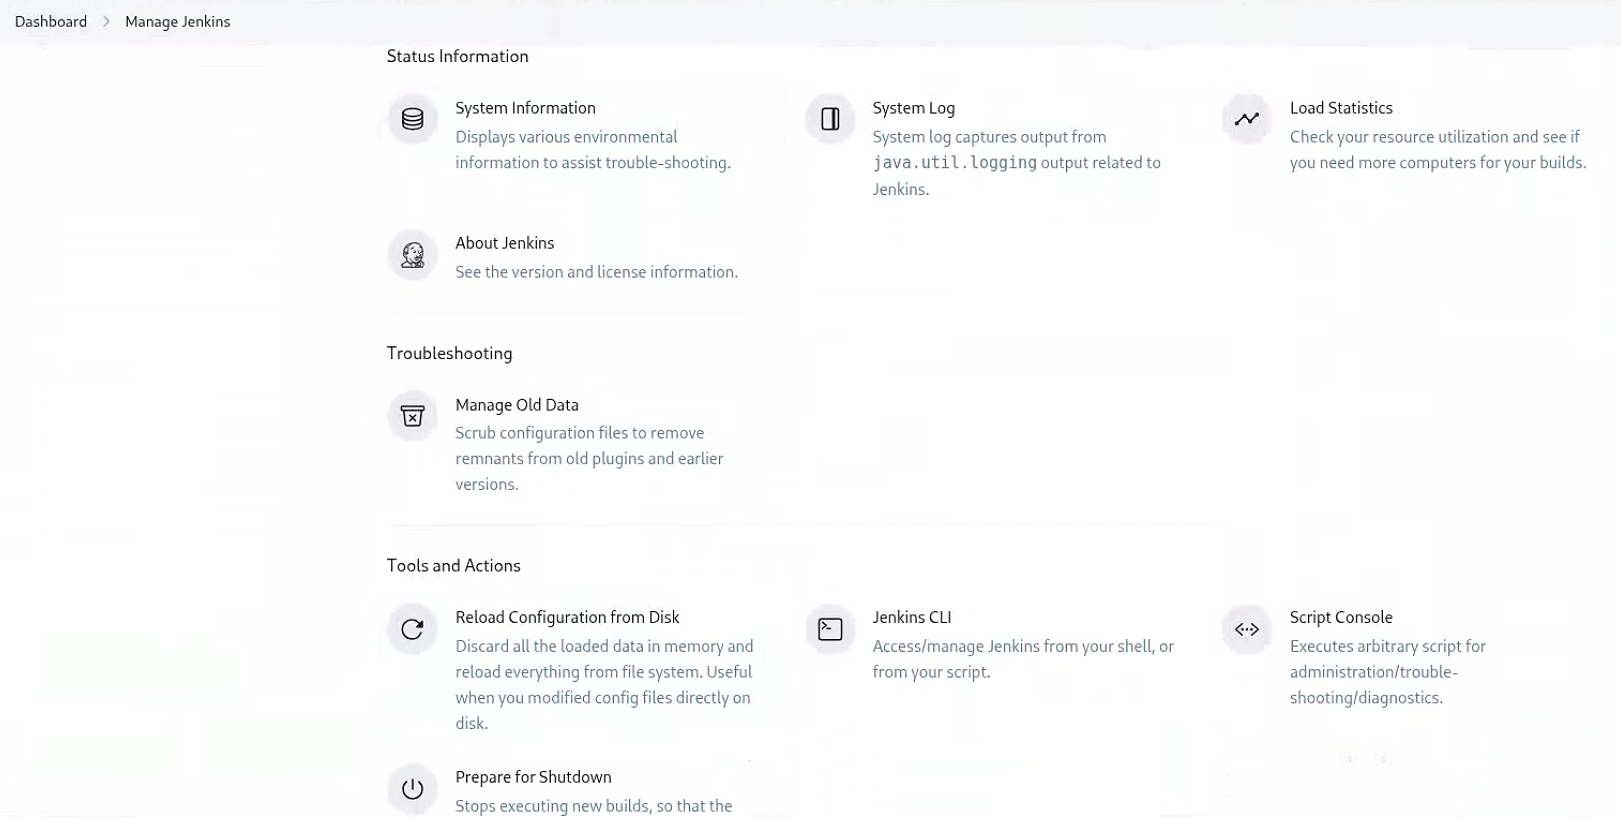 Dashboard > Manage Jenkins
Status Information
System Information
Displays various environmental
information to assist trouble-shooting.
System Log
System log captures output from
java.util.logging output related to
Jenkins.
Load Statistics
Check your resource utilization and see if
you need more computers for your builds.
About Jenkins
See the version and license information.
Troubleshooting
Manage Old Data
Scrub configuration files to remove
remnants from old plugins and earlier
versions.
Tools and Actions
Reload Configuration from Disk
Discard all the loaded data in memory and
reload everything from file system. Useful
when you modified config files directly on
disk.
Jenkins CLI
Access/manage Jenkins from your shell, or
from your script.
Script Console
Executes arbitrary script for
administration/trouble-
shooting/diagnostics.
Prepare for Shutdown
Stops executing new builds, so that the